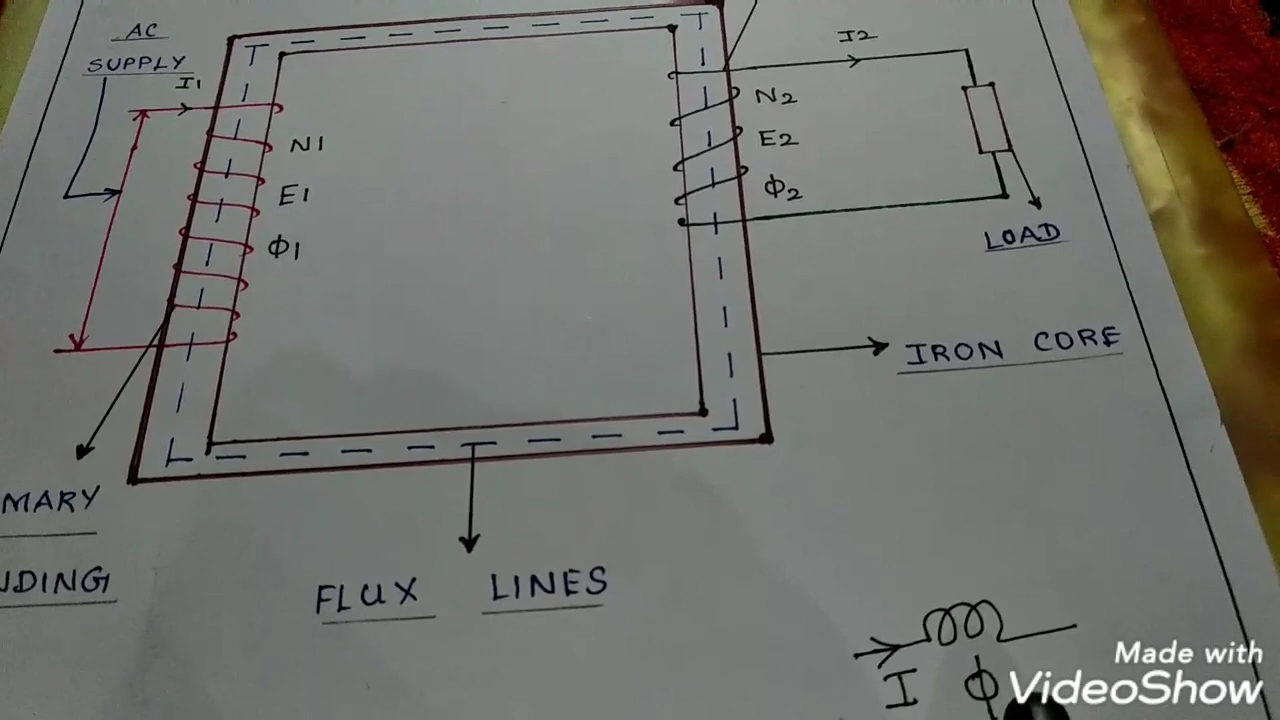 AC
SUPPLY
I1
N1
E1
Φ1
I2
N2
E2
Φ2
LOAD
IRON CORE
MARY
NDING
FLUX LINES
I Φ
Made with
VideoShow